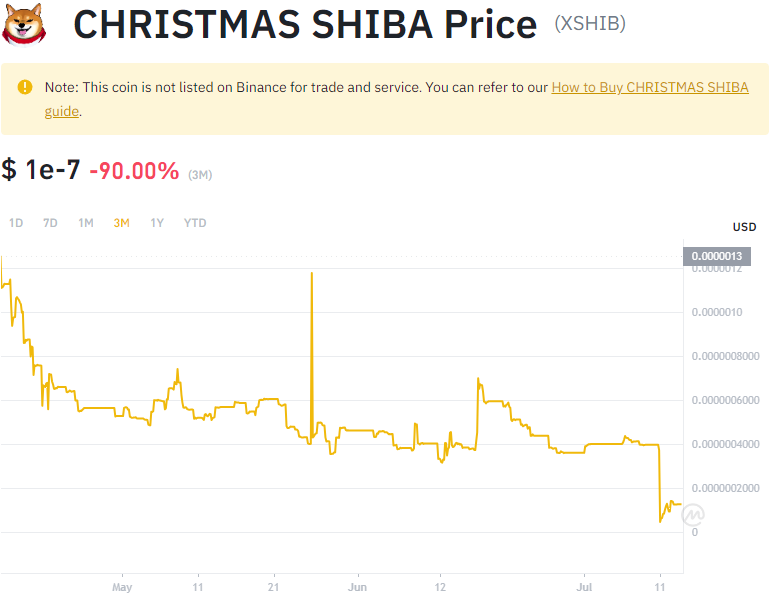 CHRISTMAS SHIBA Price (XSHIB)
Note: This coin is not listed on Binance for trade and service. You can refer to our How to Buy CHRISTMAS SHIBA
guide.
$ 1e-7 -90.00% (3M)
1D 7D 1M 3M 1Y YTD
USD
0.0000013
0.0000012
0.0000010
0.0000008000
0.0000006000
0.0000004000
0.0000002000
0
May 11 21 Jun 12 Jul 11